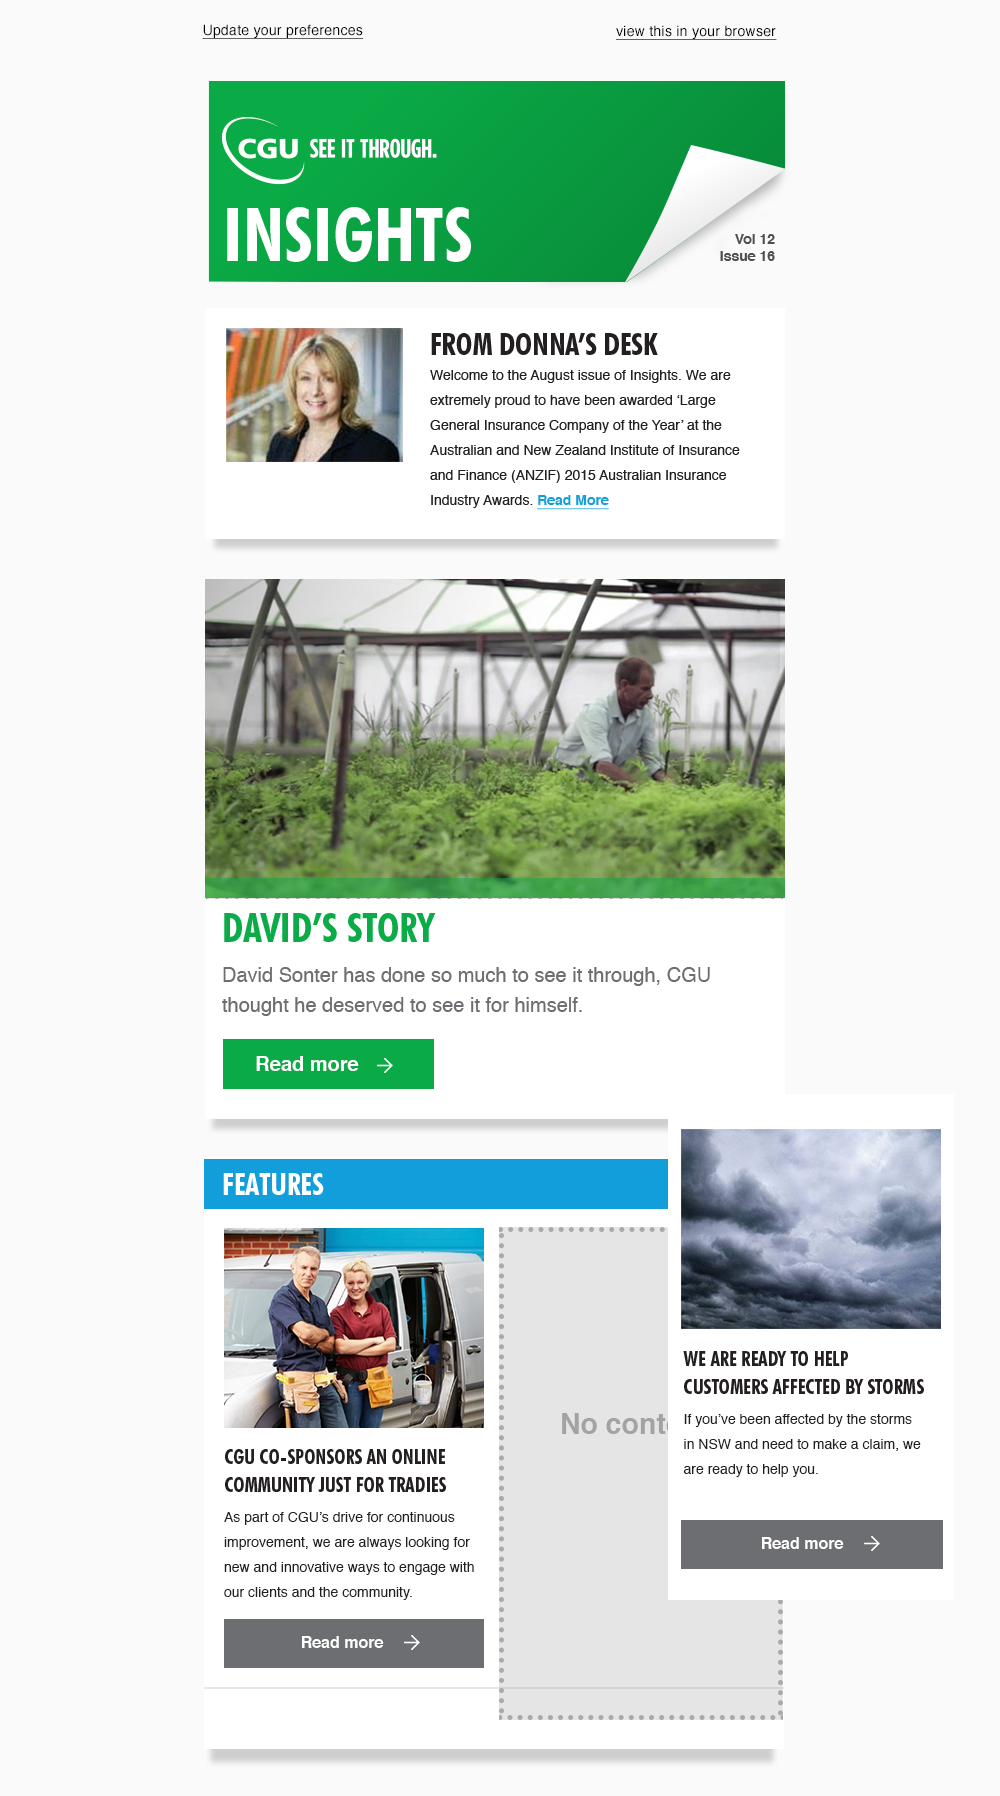 Update your preferences
view this in your browser
CGU SEE IT THROUGH.
INSIGHTS
Vol 12
Issue 16
FROM DONNA’S DESK
Welcome to the August issue of Insights. We are
extremely proud to have been awarded ‘Large
General Insurance Company of the Year’ at the
Australian and New Zealand Institute of Insurance
and Finance (ANZIF) 2015 Australian Insurance
Industry Awards. Read More
DAVID’S STORY
David Sonter has done so much to see it through, CGU
thought he deserved to see it for himself.
Read more
FEATURES
CGU CO-SPONSORS AN ONLINE
COMMUNITY JUST FOR TRADIES
As part of CGU’s drive for continuous
improvement, we are always looking for
new and innovative ways to engage with
our clients and the community.
Read more
No
WE ARE READY TO HELP
CUSTOMERS AFFECTED BY STORMS
If you’ve been affected by the storms
in NSW and need to make a claim, we
are ready to help you.
Read more